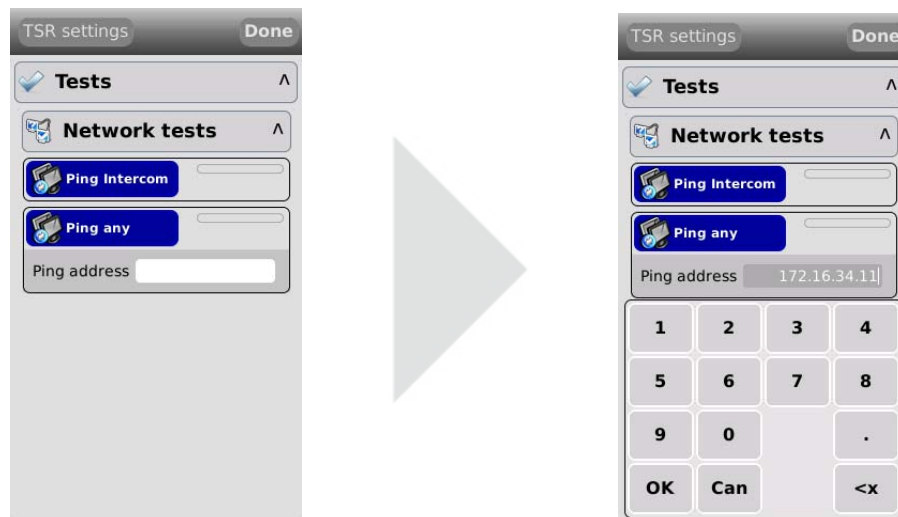 TSR settings Done
Tests ^
Network tests ^
Ping Intercom
Ping any
Ping address
TSR settings Done
Tests ^
Network tests ^
Ping Intercom
Ping any
Ping address 172.16.34.11
1 2 3 4
5 6 7 8
9 0 .
OK Can <x